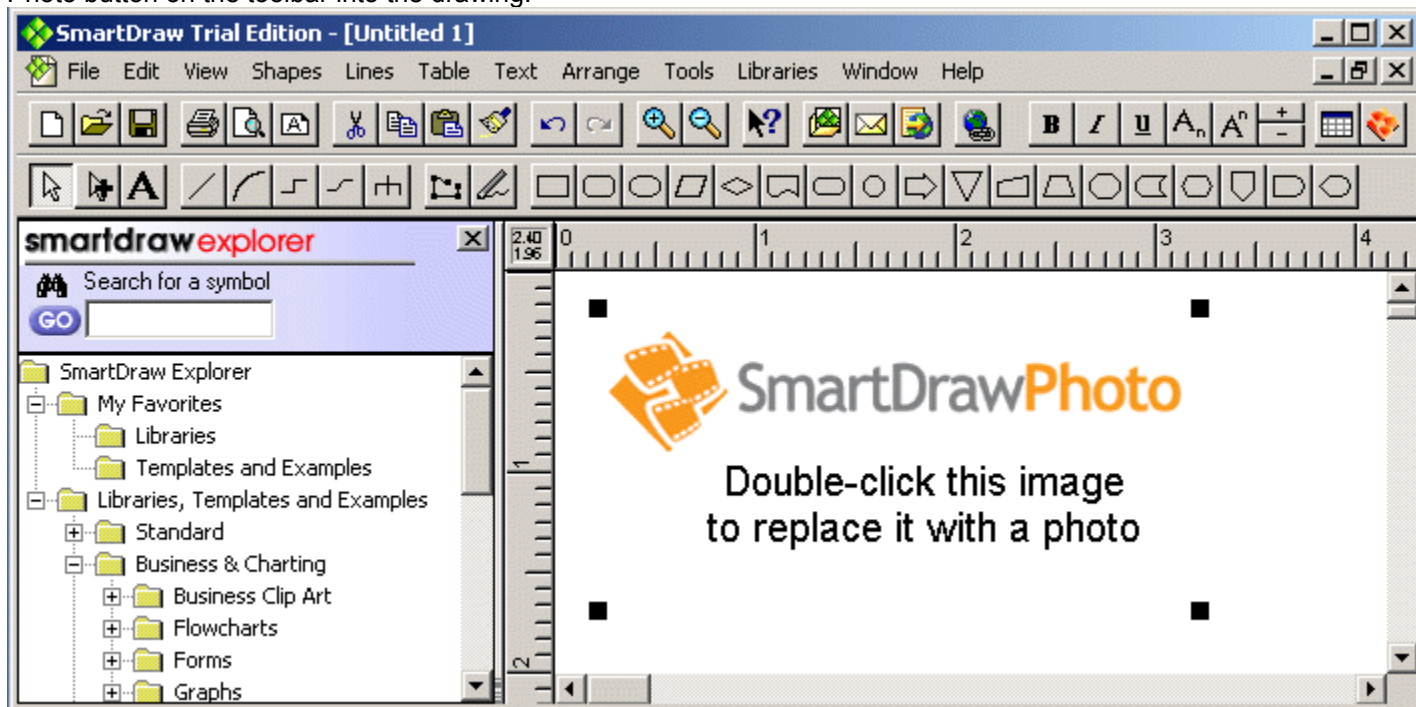 Photo button on the toolbar into the drawing.
SmartDraw Trial Edition - [Untitled 1]
File Edit View Shapes Lines Table Text Arrange Tools Libraries Window Help
A B I U An An + -
A
smartdrawexplorer
Search for a symbol
GO
SmartDraw Explorer
My Favorites
Libraries
Templates and Examples
Libraries, Templates and Examples
Standard
Business & Charting
Business Clip Art
Flowcharts
Forms
Graphs
2.40
1.96
0 1 2 3 4
1
2
SmartDrawPhoto
Double-click this image
to replace it with a photo